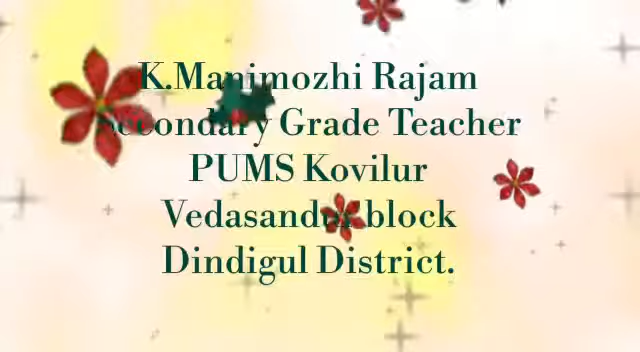 K.Manimozhi Rajam
Secondary Grade Teacher
PUMS Kovilur
Vedasandur block
Dindigul District.